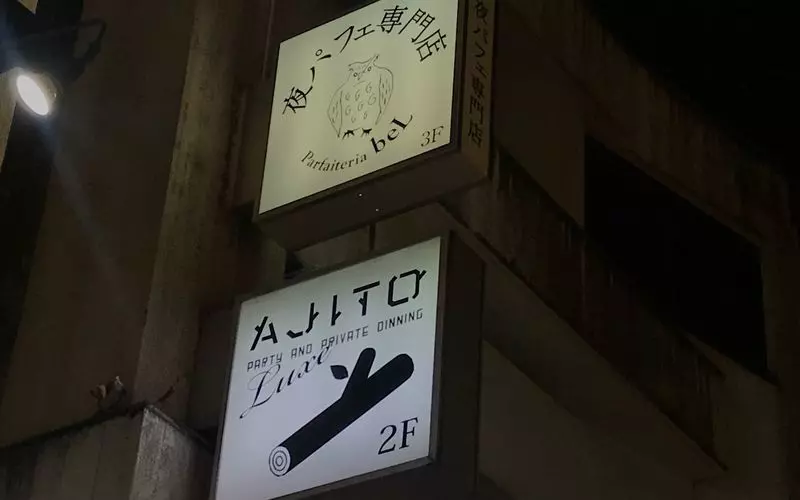 夜パフェ専門店
Parfaiteria beL
3F
夜パフェ専門店
AJITO
PARTY AND PRIVATE DINNING
Luxe
2F